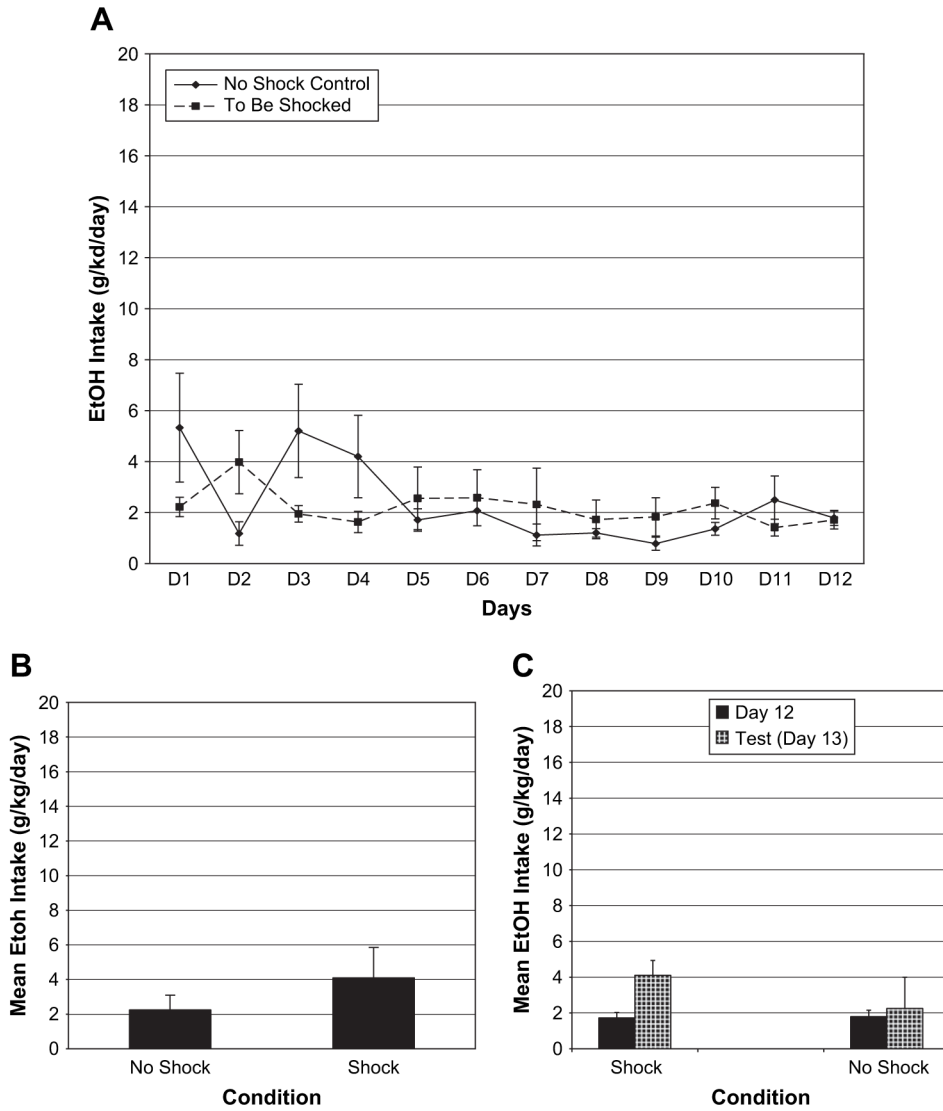 A
EtOH Intake (g/kd/day)
20
18
16
14
12
10
8
6
4
2
0
No Shock Control
To Be Shocked
D1 D2 D3 D4 D5 D6 D7 D8 D9 D10 D11 D12
Days
B
Mean Etoh Intake (g/kg/day)
20
18
16
14
12
10
8
6
4
2
0
No Shock Shock
Condition
C
Mean EtOH Intake (g/kg/day)
20
18
16
14
12
10
8
6
4
2
0
Day 12
Test (Day 13)
Shock No Shock
Condition